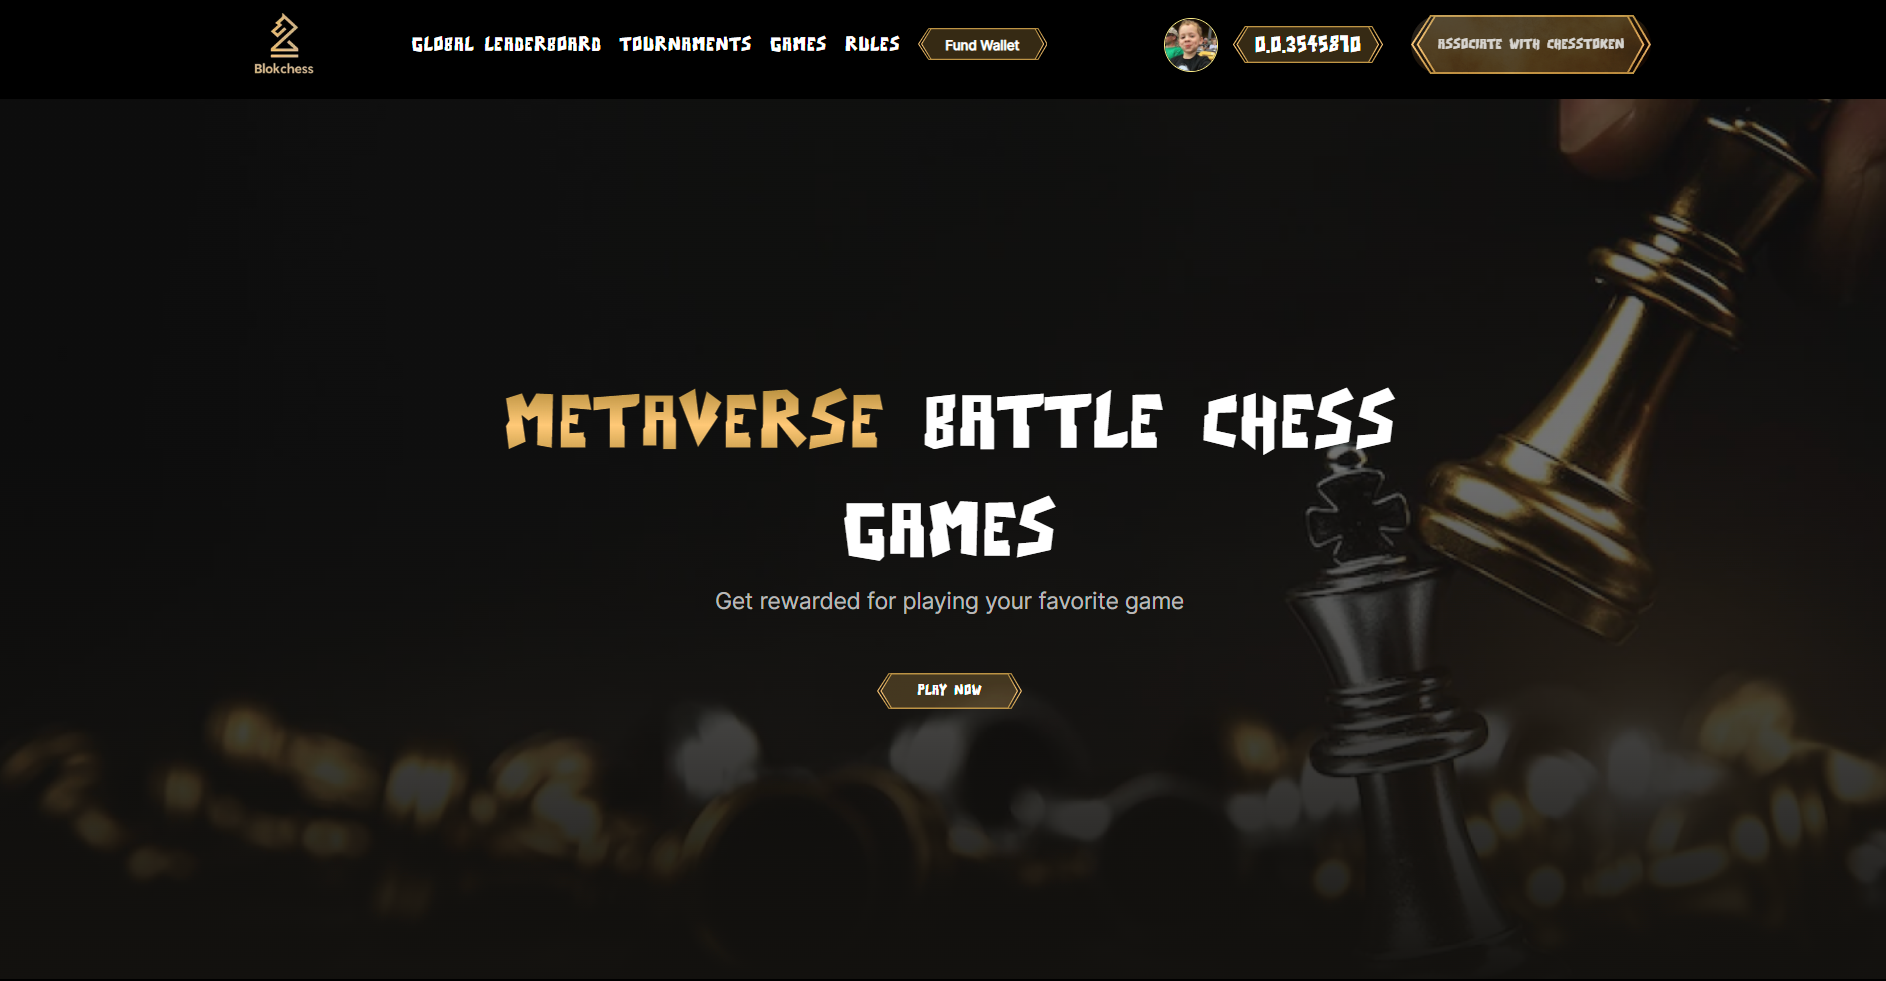 Blokchess
GLOBAL LEADERBOARD TOURNAMENTS GAMES RULES Fund Wallet 0.0.3545810 ASSOCIATE WITH CHESSTOKEN
METAVERSE BATTLE CHESS
GAMES
Get rewarded for playing your favorite game
PLAY NOW